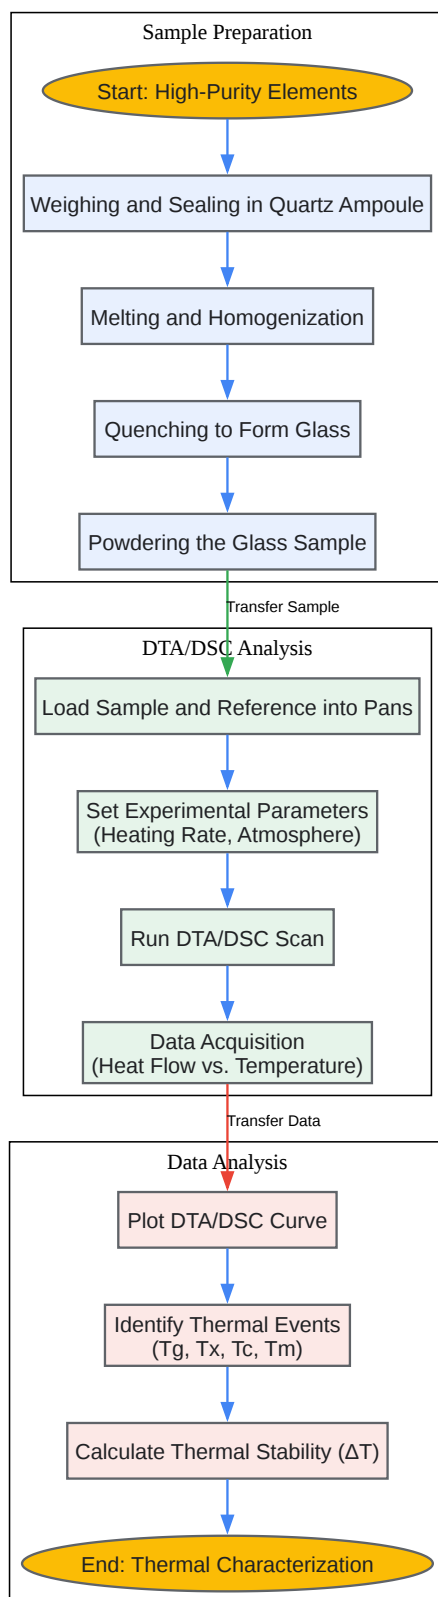 Sample Preparation
Start: High-Purity Elements
Weighing and Sealing in Quartz Ampoule
Melting and Homogenization
Quenching to Form Glass
Powdering the Glass Sample
Transfer Sample
DTA/DSC Analysis
Load Sample and Reference into Pans
Set Experimental Parameters
(Heating Rate, Atmosphere)
Run DTA/DSC Scan
Data Acquisition
(Heat Flow vs. Temperature)
Transfer Data
Data Analysis
Plot DTA/DSC Curve
Identify Thermal Events
(Tg, Tx, Tc, Tm)
Calculate Thermal Stability (ΔT)
End: Thermal Characterization